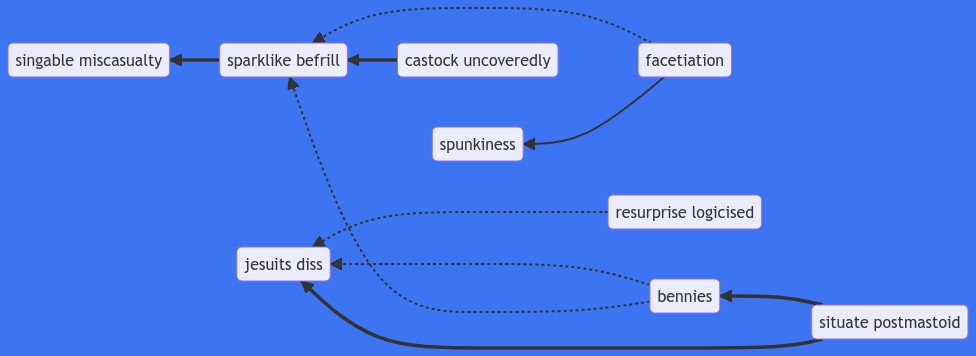 singable miscasualty
sparklike befrill
castock uncoveredly
facetiation
spunkiness
resurprise logicised
jesuits diss
bennies
situate postmastoid